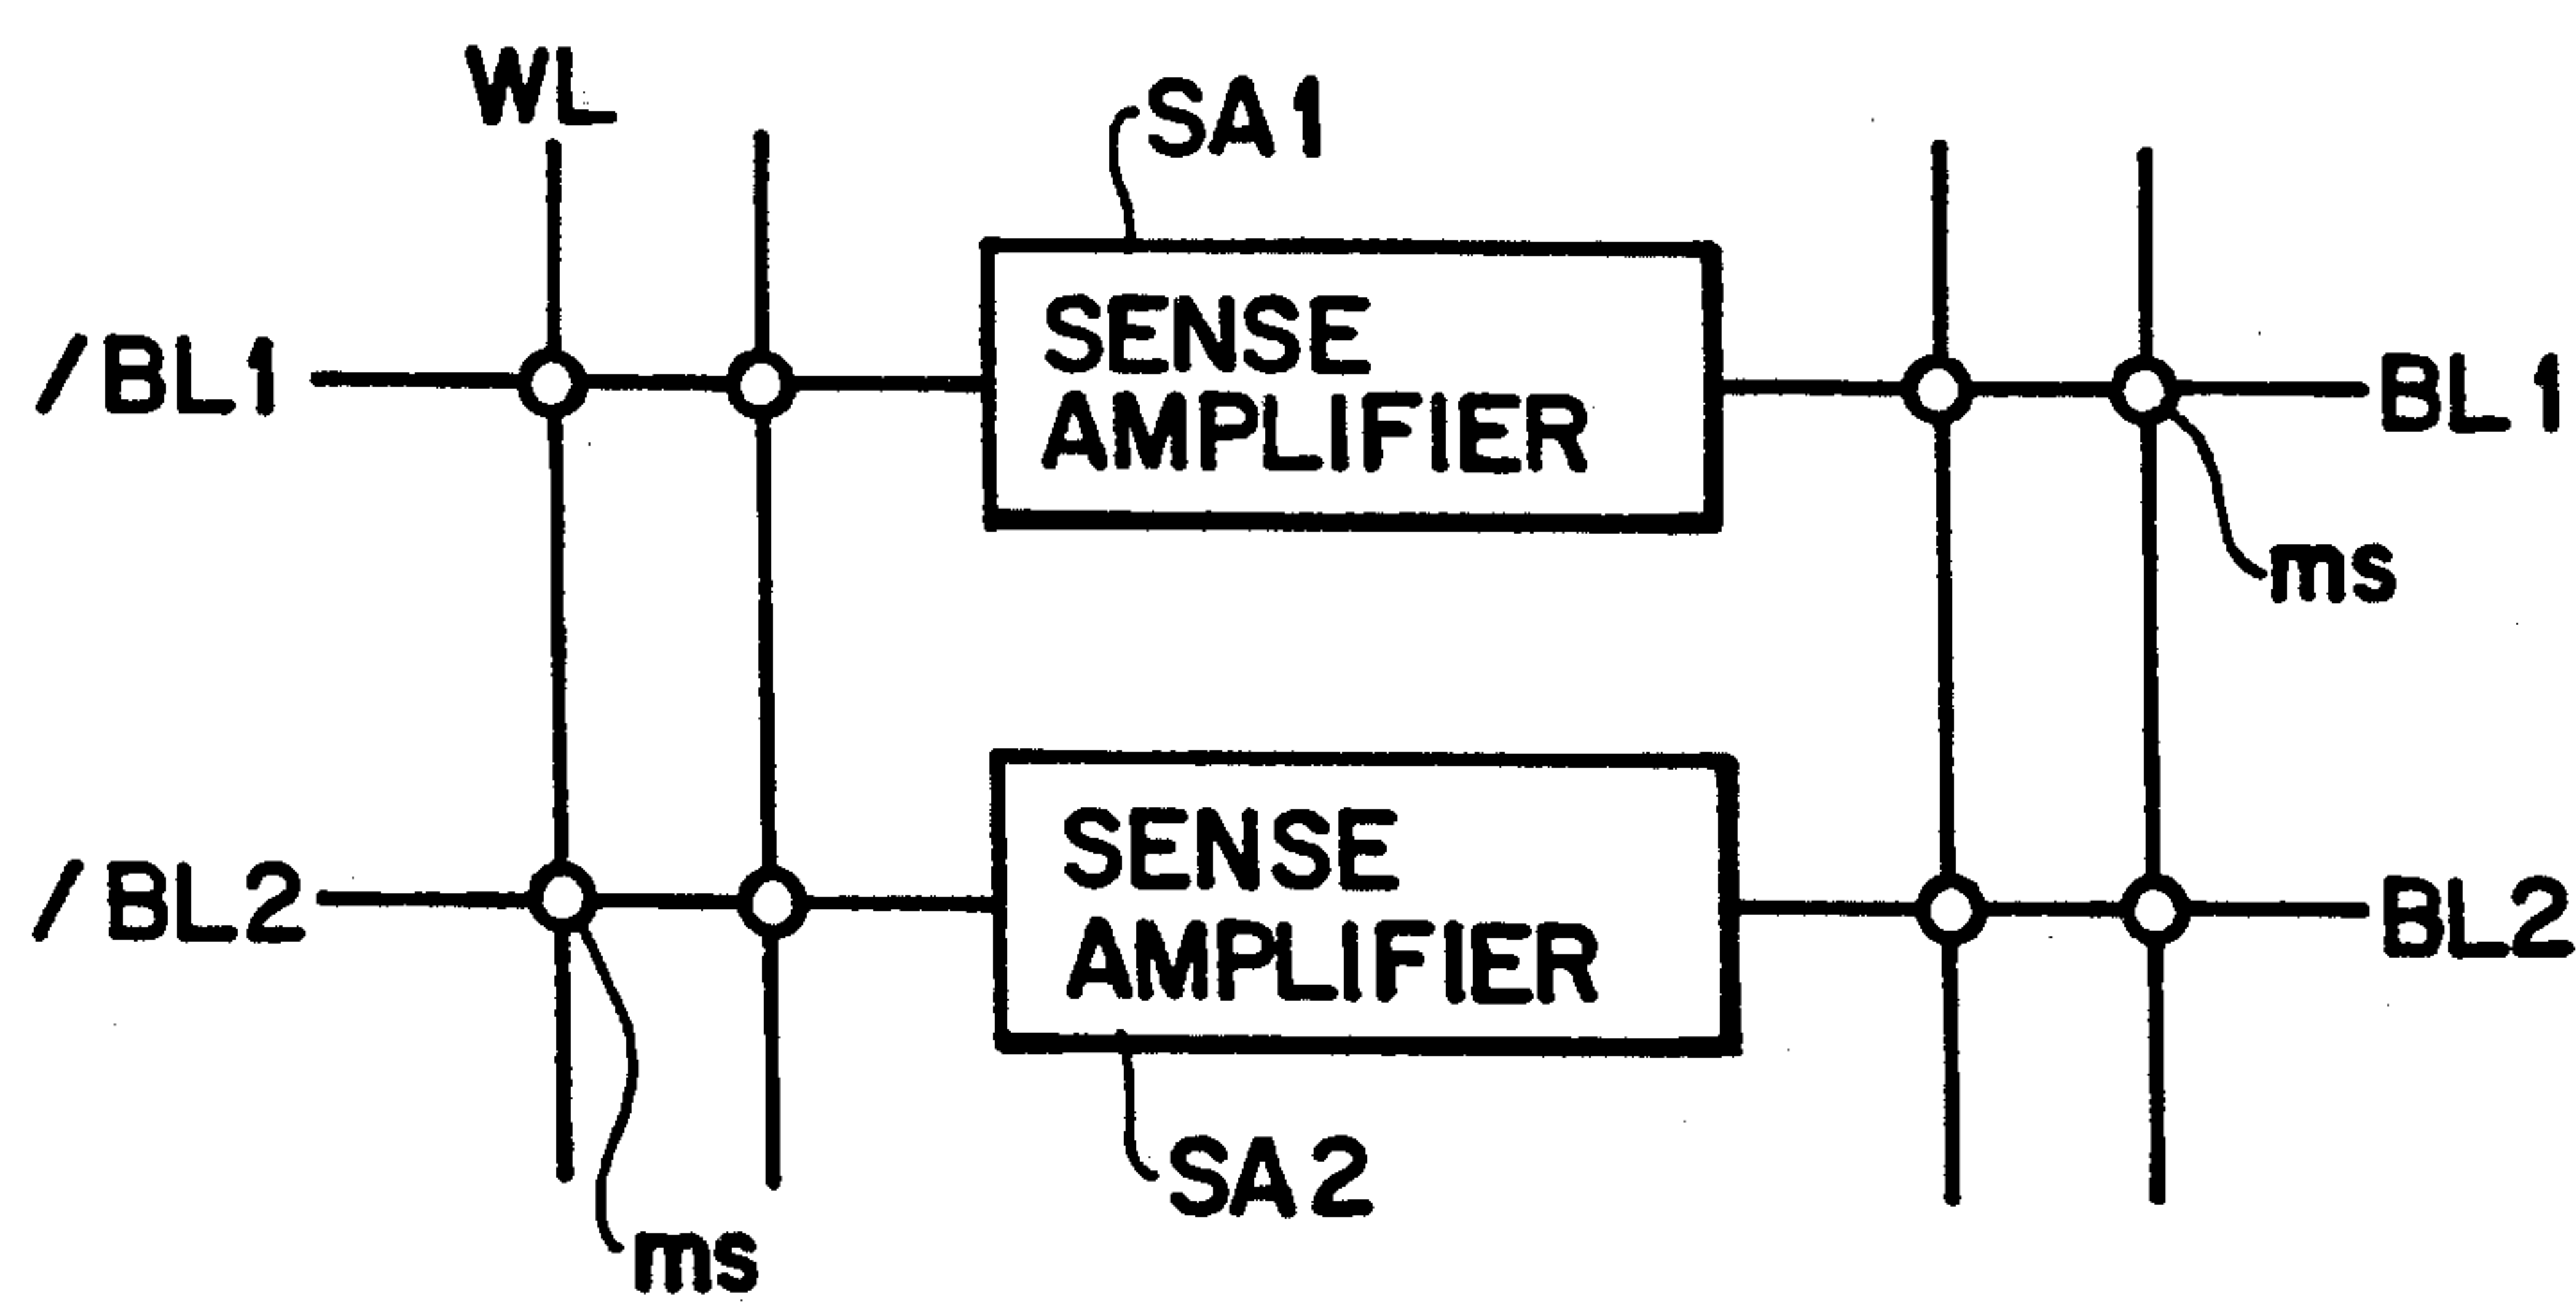 WL
SA1
/BL1
SENSE
AMPLIFIER
BL1
ms
/BL2
SENSE
AMPLIFIER
BL2
SA2
ms